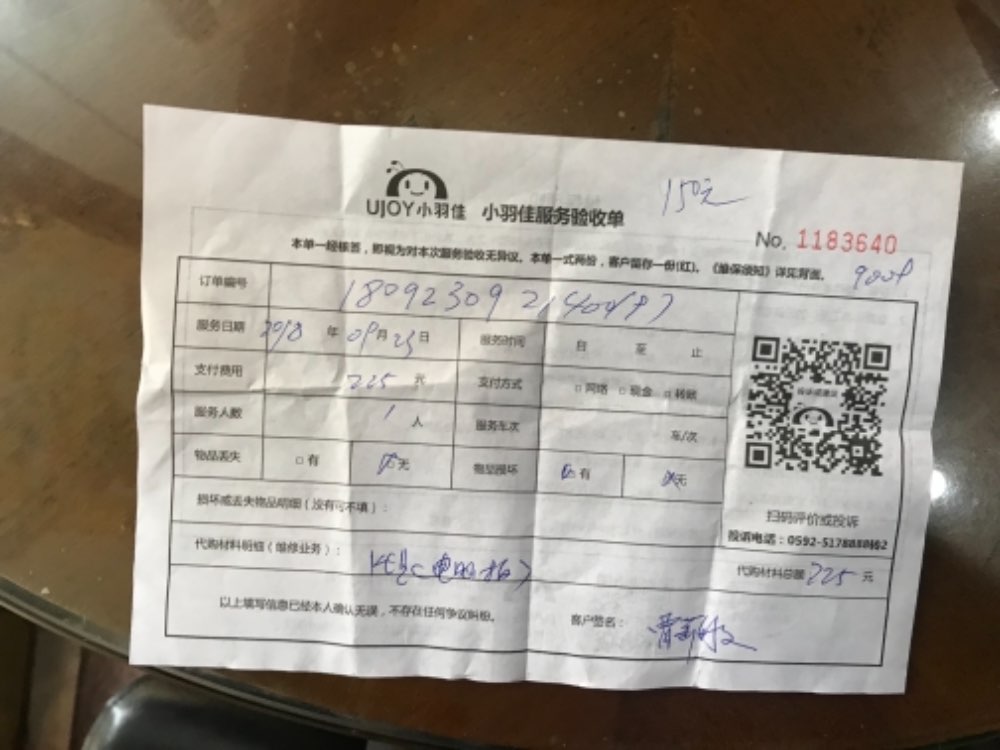 150元
UJOY小羽佳 小羽佳服务验收单
No. 1183640
本单一经核签，即视为对本次服务验收无异议。本单一式两份，客户留存一份(红)。《维保须知》详见背面。
订单编号
服务日期 2018 年 09 月 23 日 服务时间 自 至 止
支付费用 225 元 支付方式 □网络 □现金 □转账
服务人数 1 人 服务车次 车/次
物品丢失 □有 □无 物品损坏 □有 □无
损坏或丢失物品明细（没有可不填）：
扫码评价或投诉
投诉电话：0592-5178888转2
代购材料明细（维修业务）： 电脑板 代购材料总额 225 元
以上填写信息已经本人确认无误，不存在任何争议纠纷。 客户签名：